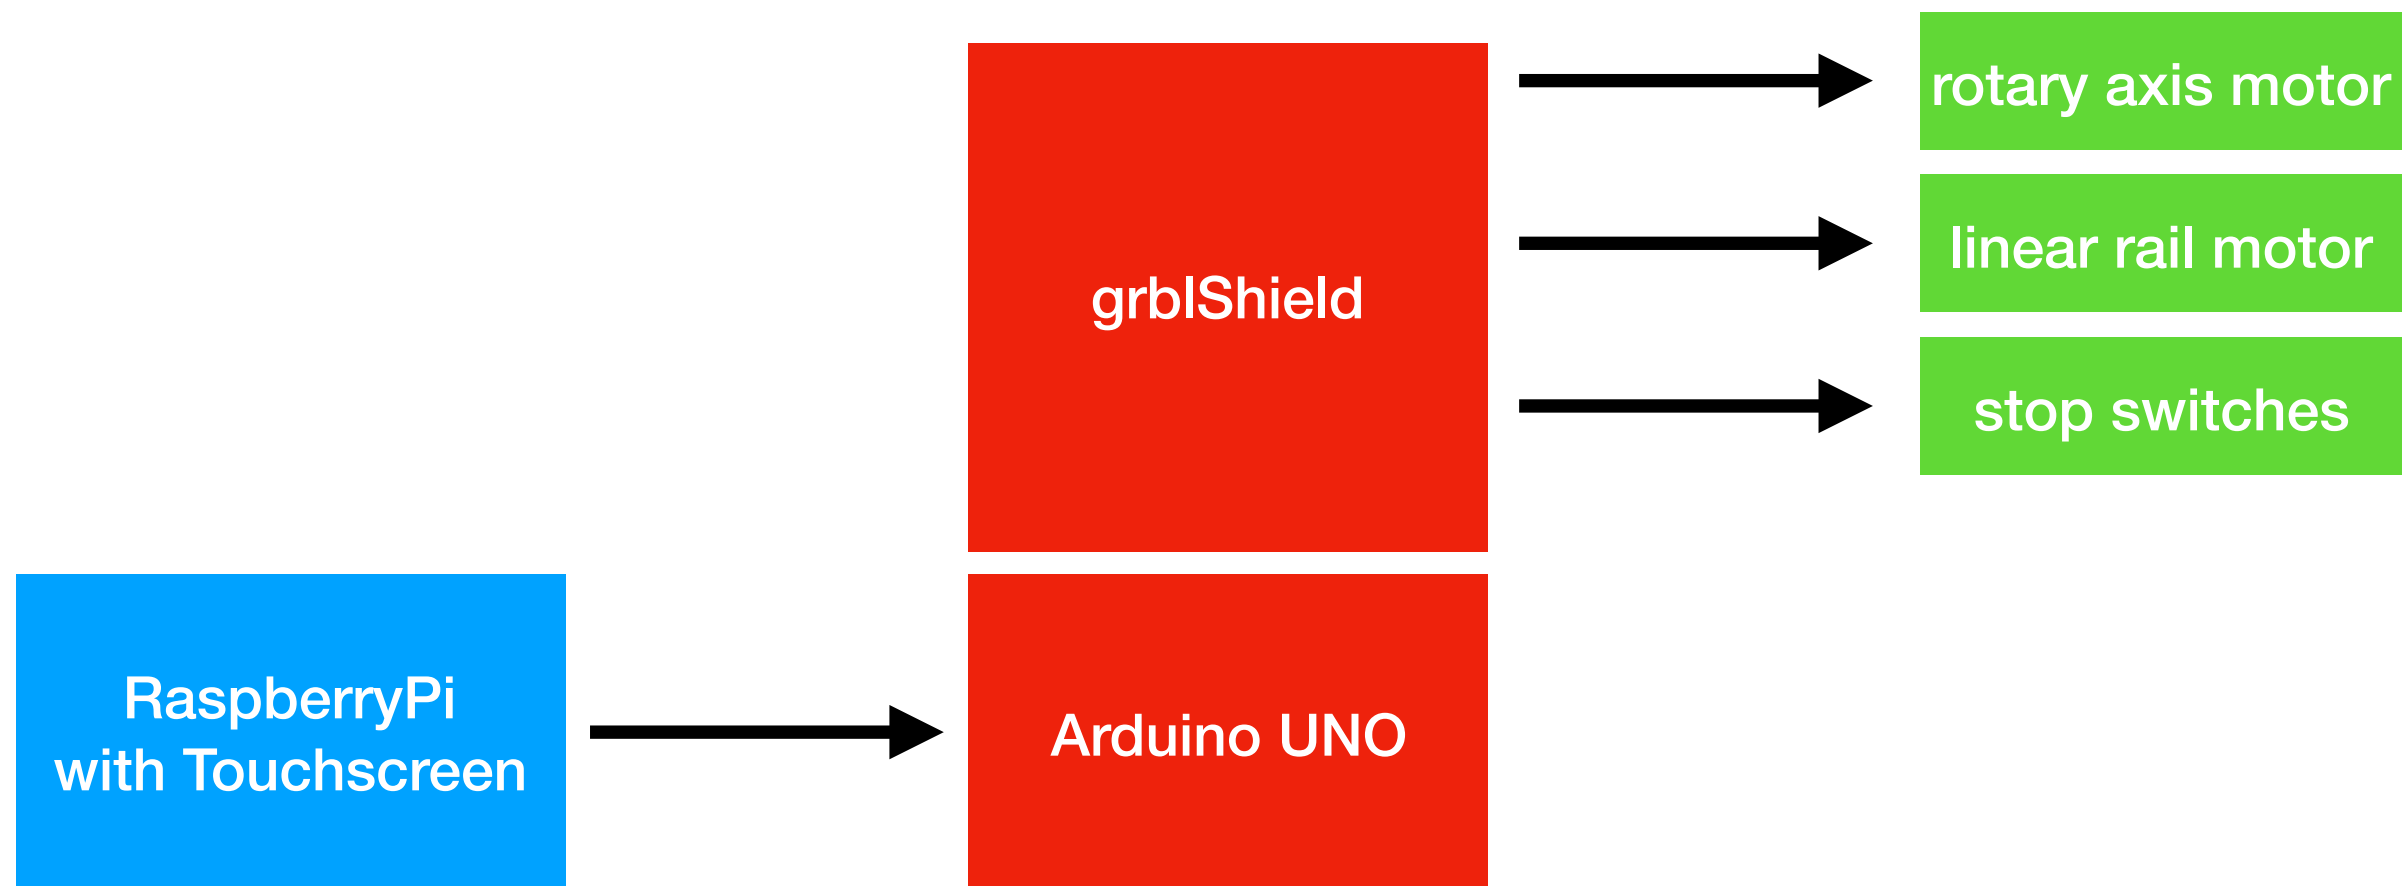 rotary axis motor
linear rail motor
grblShield
stop switches
RaspberryPi
with Touchscreen
Arduino UNO